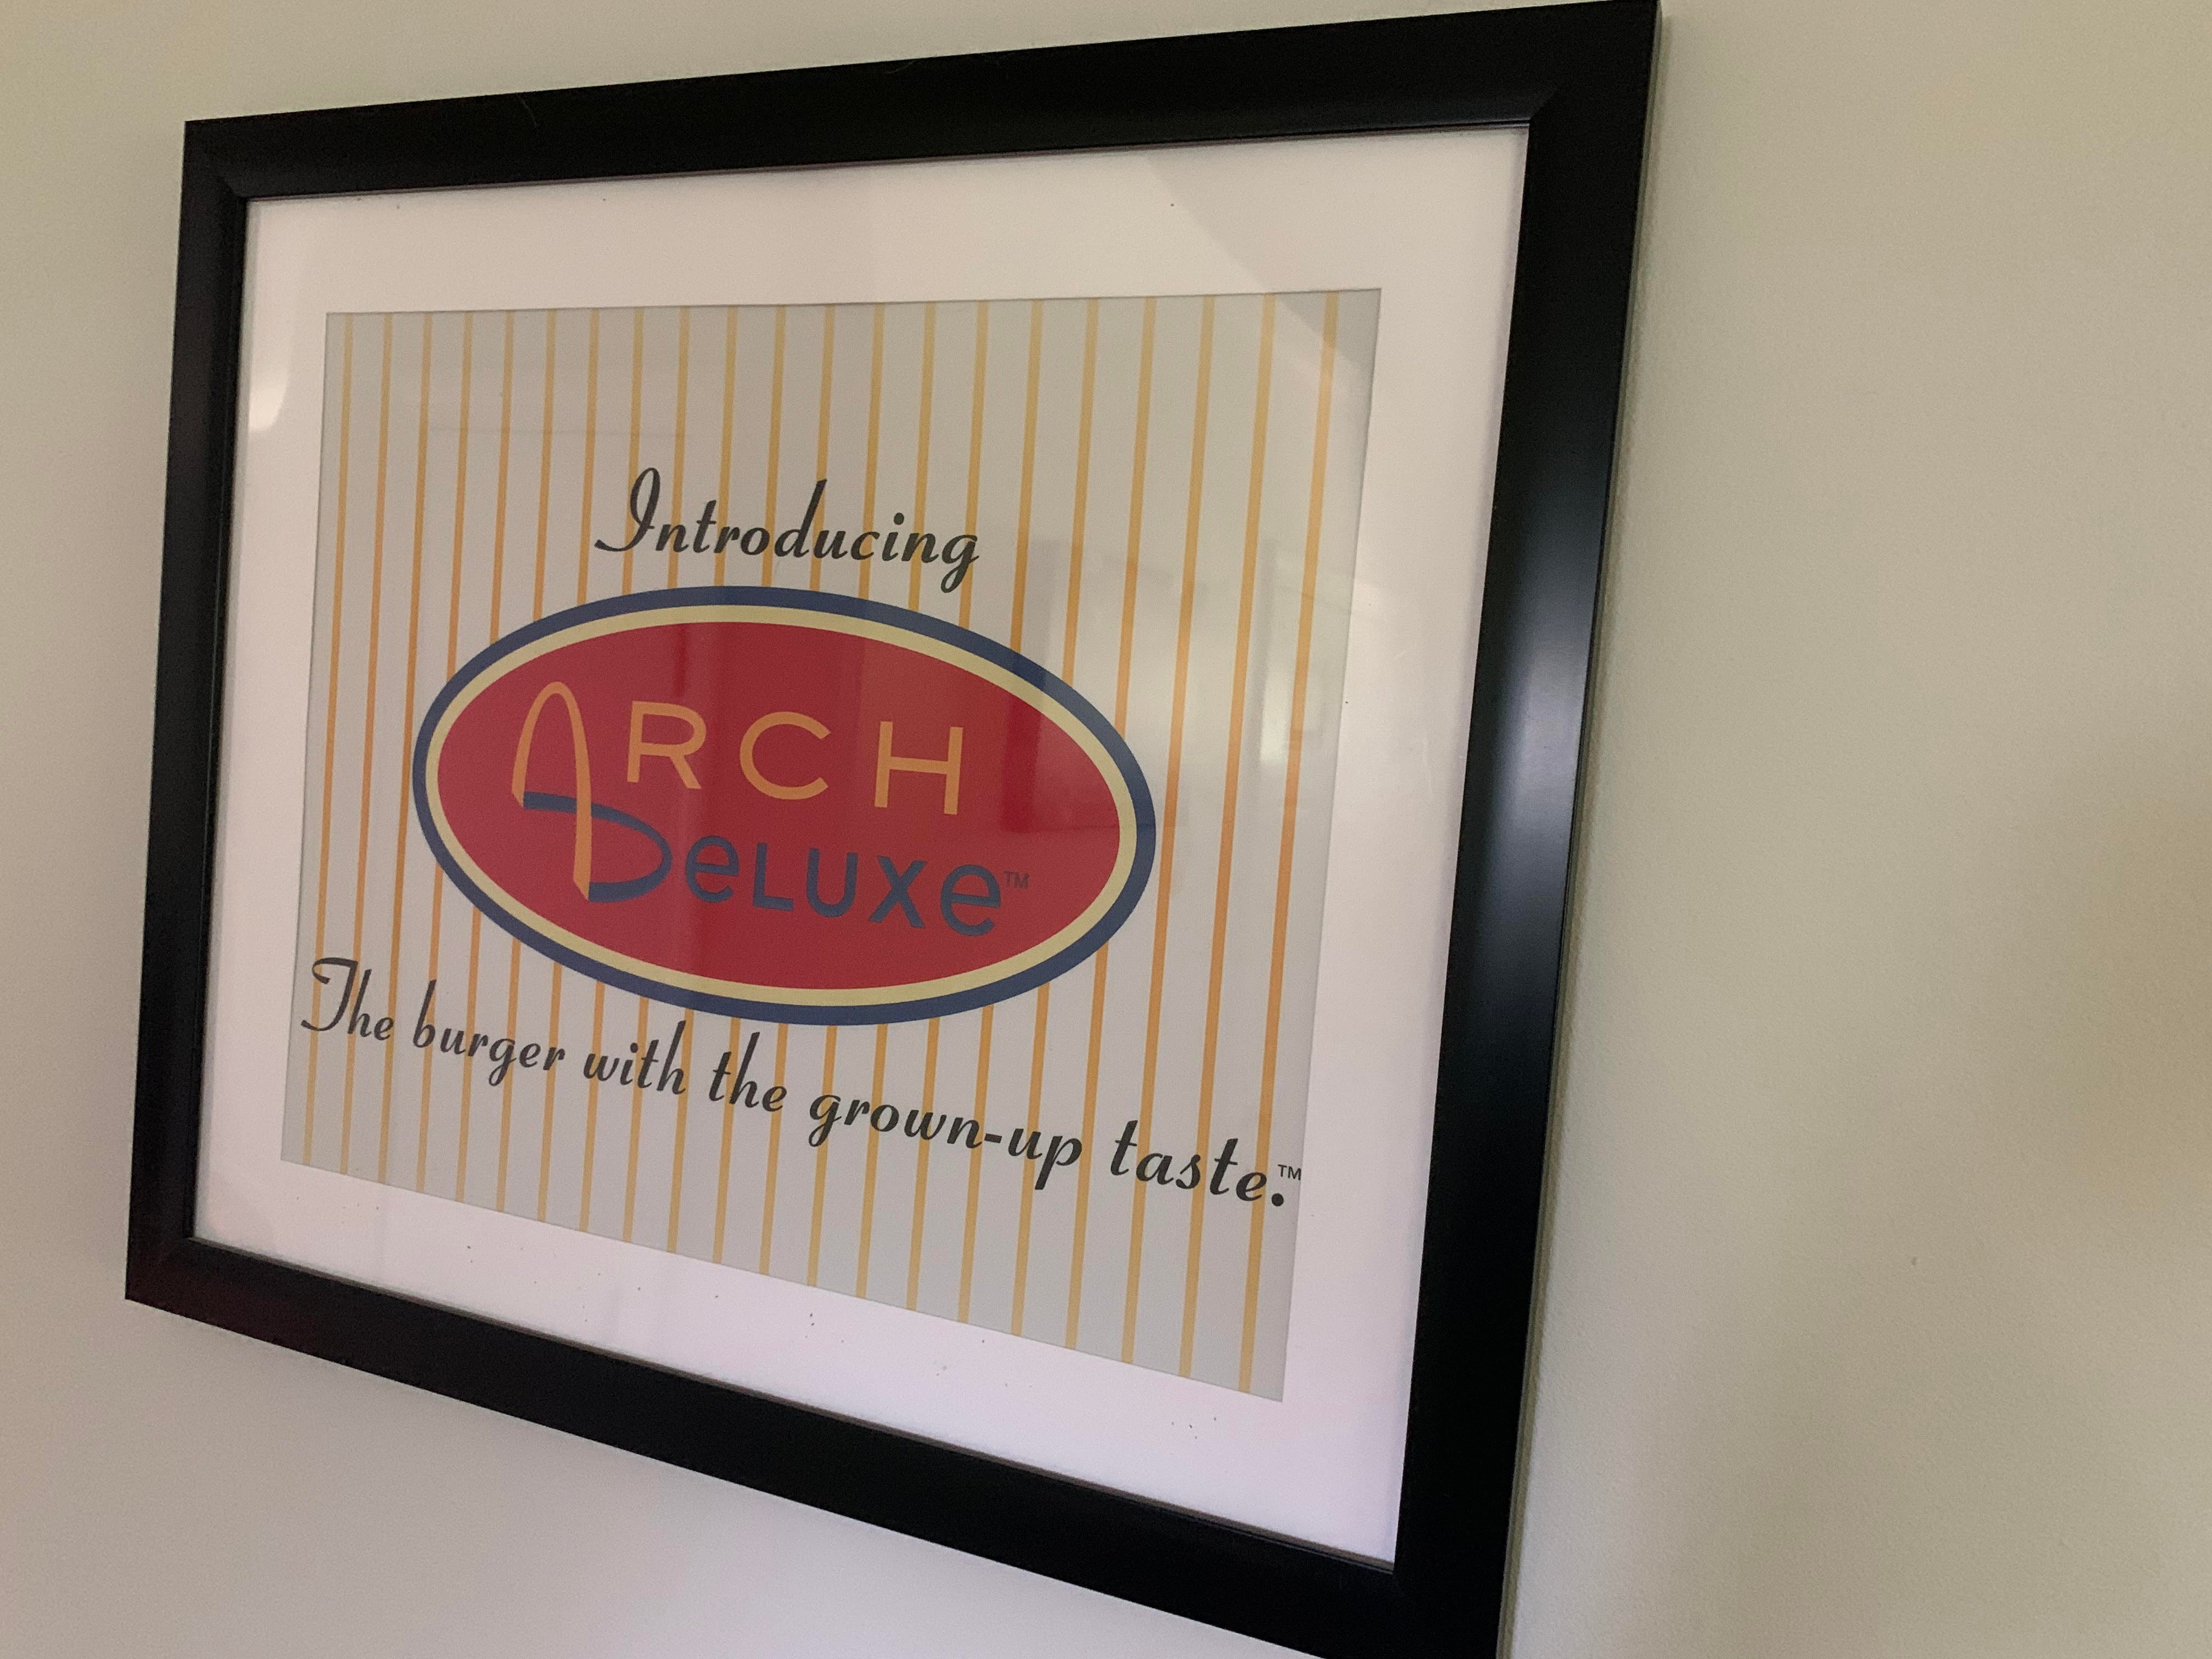 Introducing
ARCH
DeLUXe™
The burger with the grown-up taste.™